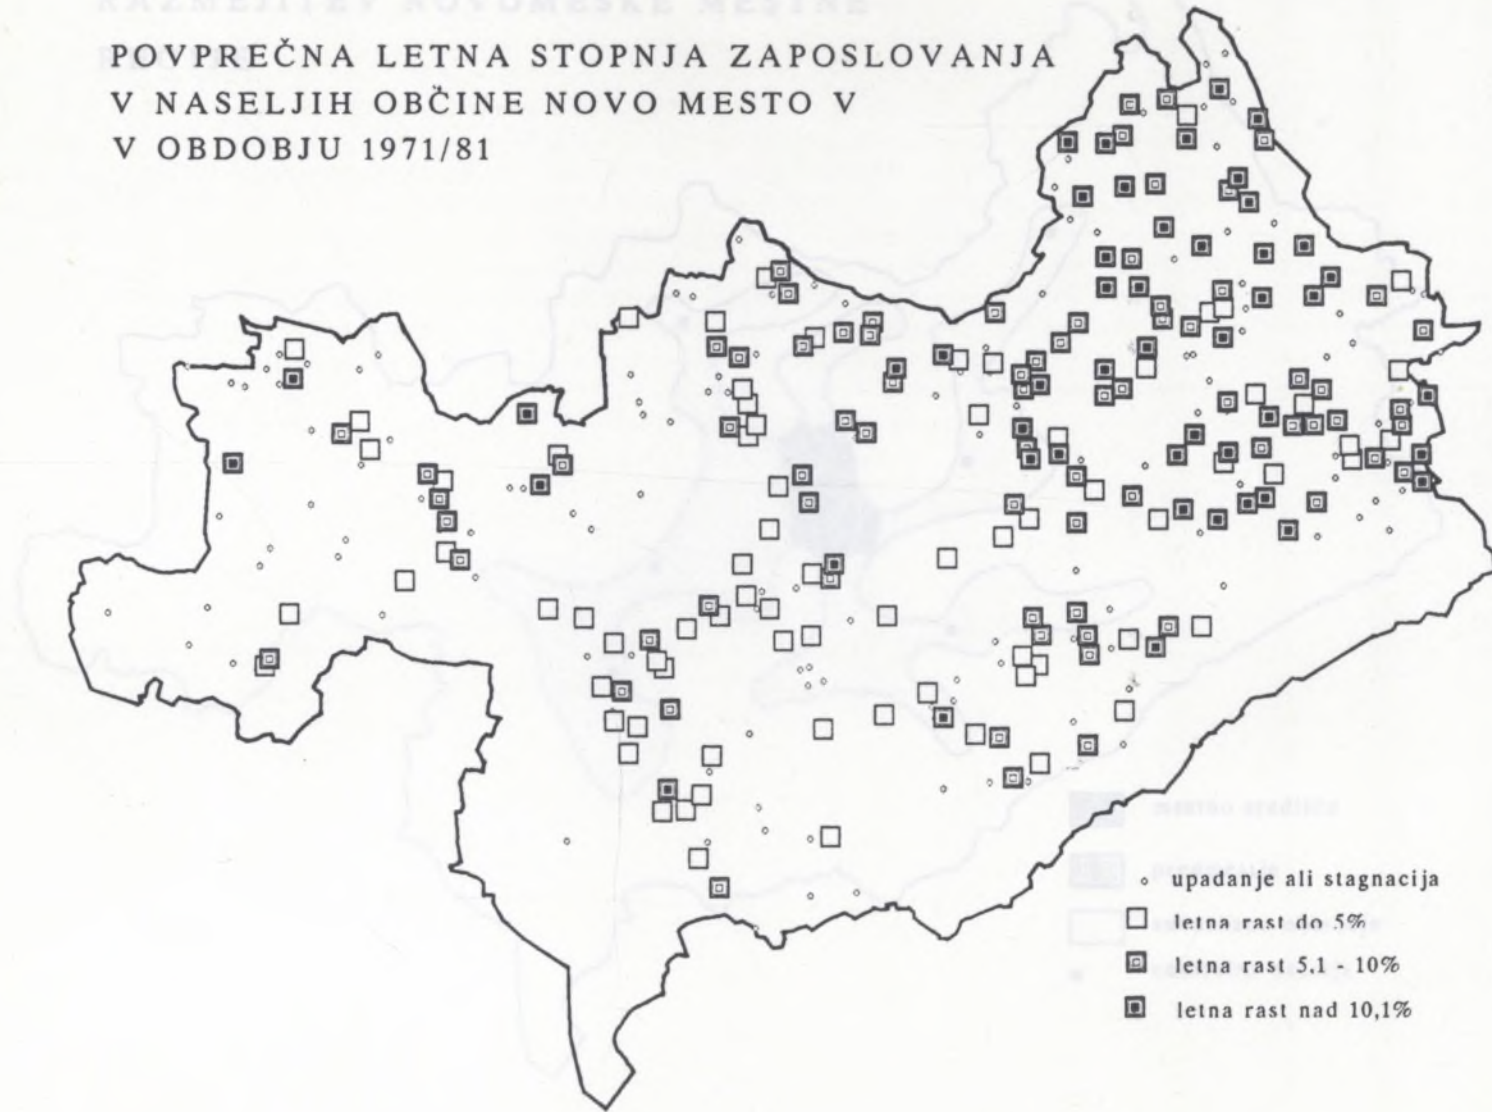 POVPREČNA LETNA STOPNJA ZAPOSLOVANJA
V NASELJIH OBČINE NOVO MESTO V
V OBDOBJU 1971/81
upadanje ali stagnacija
letna rast do 5%
letna rast 5,1 - 10%
letna rast nad 10,1%